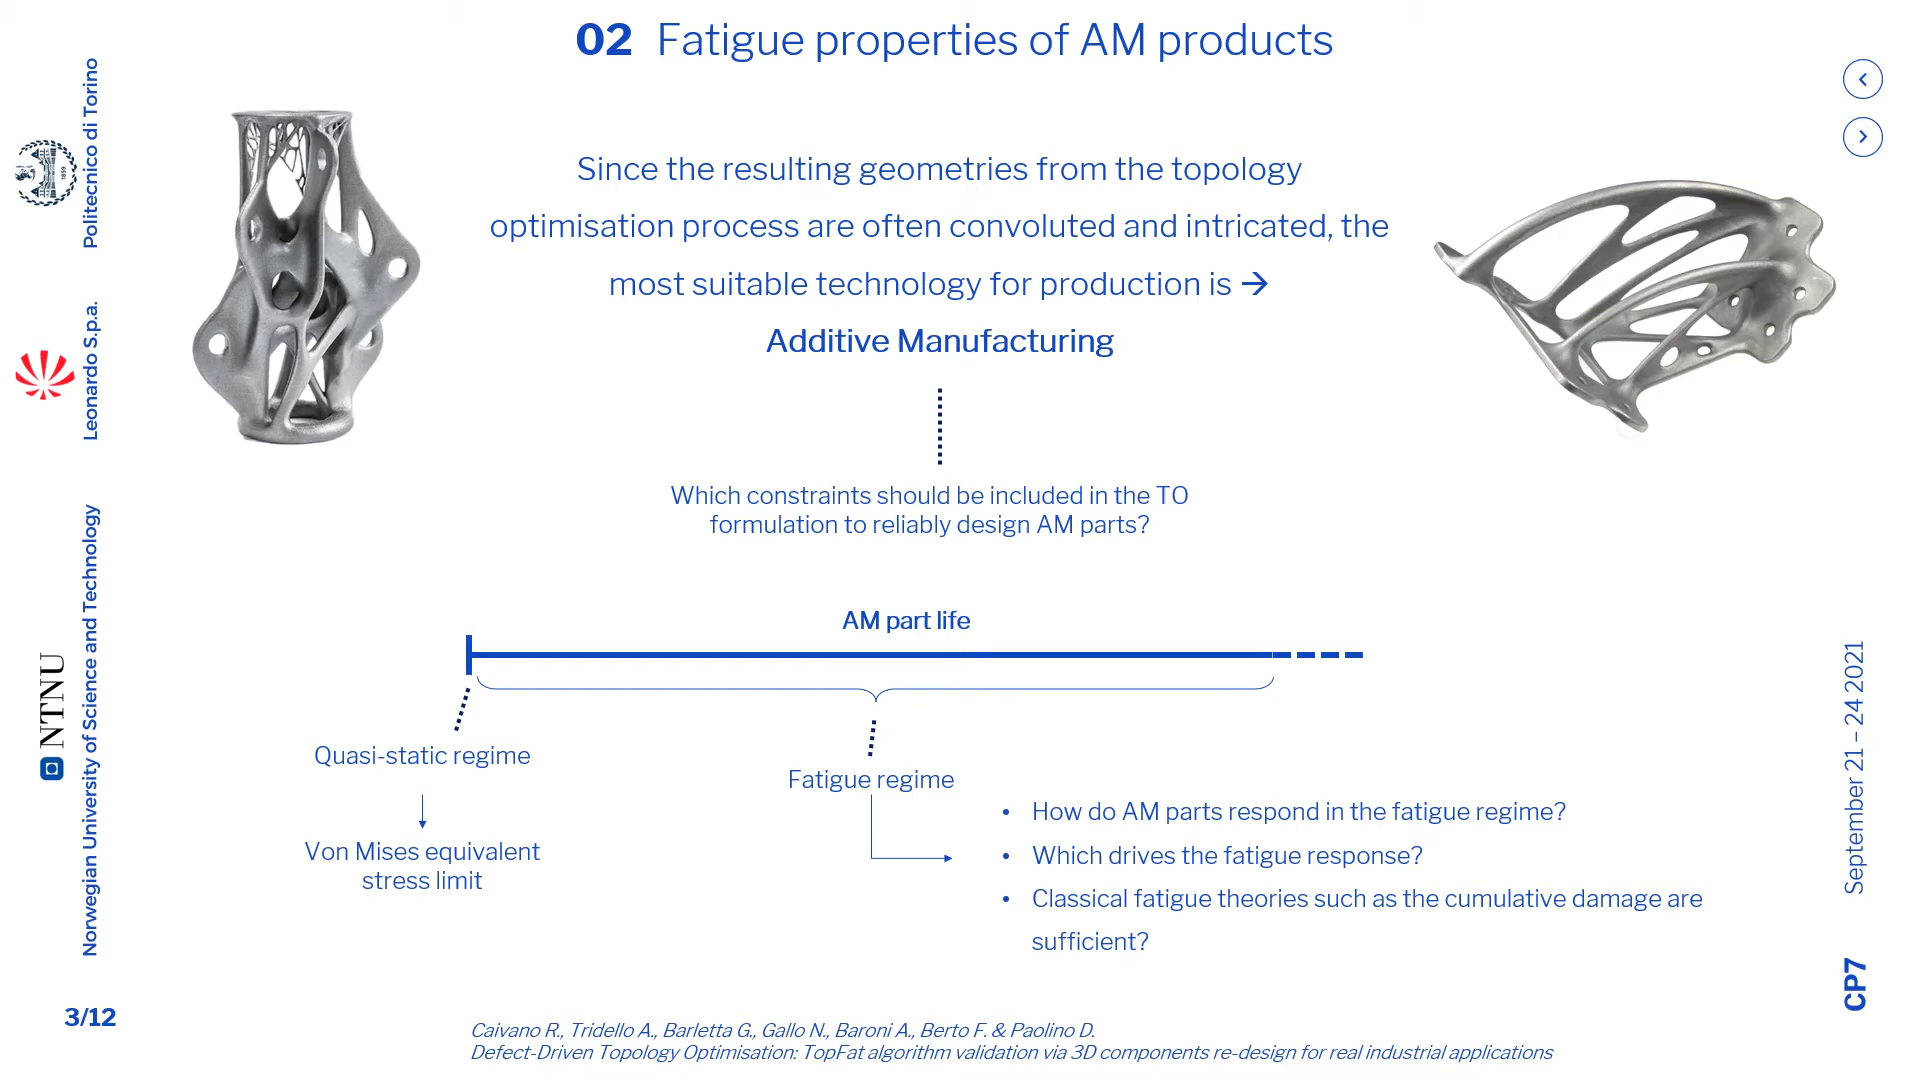 02 Fatigue properties of AM products
Politecnico di Torino
Leonardo S.p.a.
NTNU
Norwegian University of Science and Technology
1859
Since the resulting geometries from the topology
optimisation process are often convoluted and intricated, the
most suitable technology for production is →
Additive Manufacturing
Which constraints should be included in the TO
formulation to reliably design AM parts?
AM part life
Quasi-static regime
Von Mises equivalent
stress limit
Fatigue regime
• How do AM parts respond in the fatigue regime?
• Which drives the fatigue response?
• Classical fatigue theories such as the cumulative damage are
sufficient?
September 21 – 24 2021
CP7
3/12
Caivano R., Tridello A., Barletta G., Gallo N., Baroni A., Berto F. & Paolino D.
Defect-Driven Topology Optimisation: TopFat algorithm validation via 3D components re-design for real industrial applications